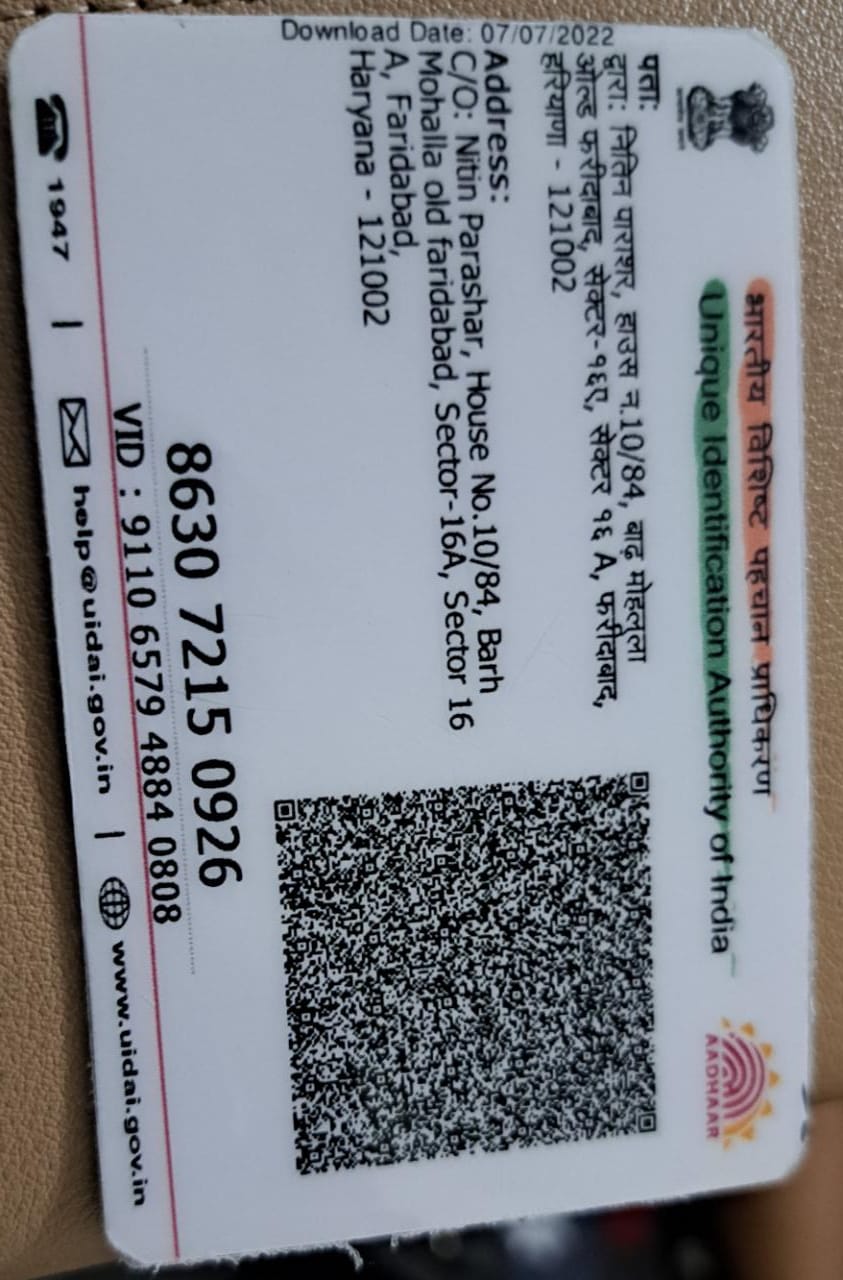 भारतीय विशिष्ट पहचान प्राधिकरण
Unique Identification Authority of India
AADHAAR
Download Date: 07/07/2022
पता:
द्वारा: नितिन पाराशर, हाउस न.10/84, बाढ़ मोहल्ला
ओल्ड फरीदाबाद, सेक्टर-१६ए, सेक्टर १६ A, फरीदाबाद,
हरियाणा - 121002
Address:
C/O: Nitin Parashar, House No.10/84, Barh
Mohalla old faridabad, Sector-16A, Sector 16
A, Faridabad,
Haryana - 121002
8630 7215 0926
VID : 9110 6579 4884 0808
1947 | help@uidai.gov.in | www.uidai.gov.in